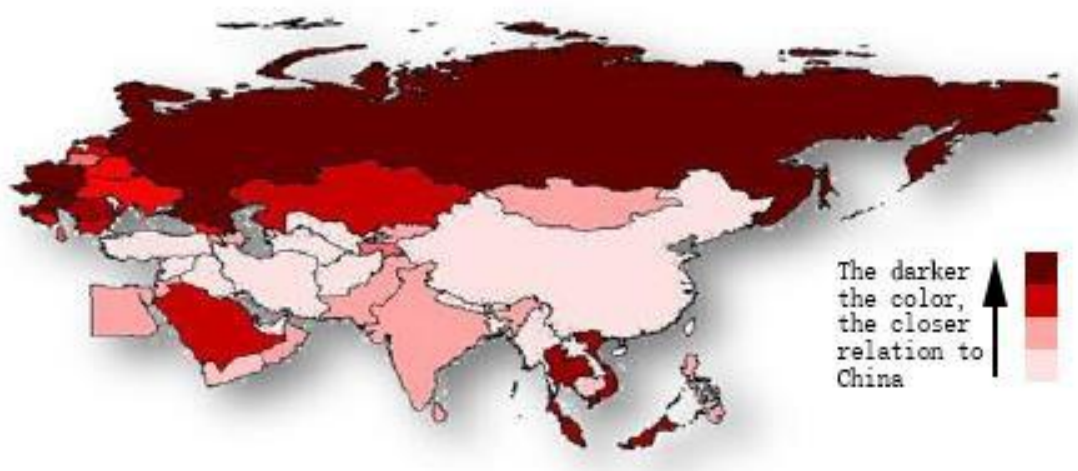 The darker
the color,
the closer
relation to
China